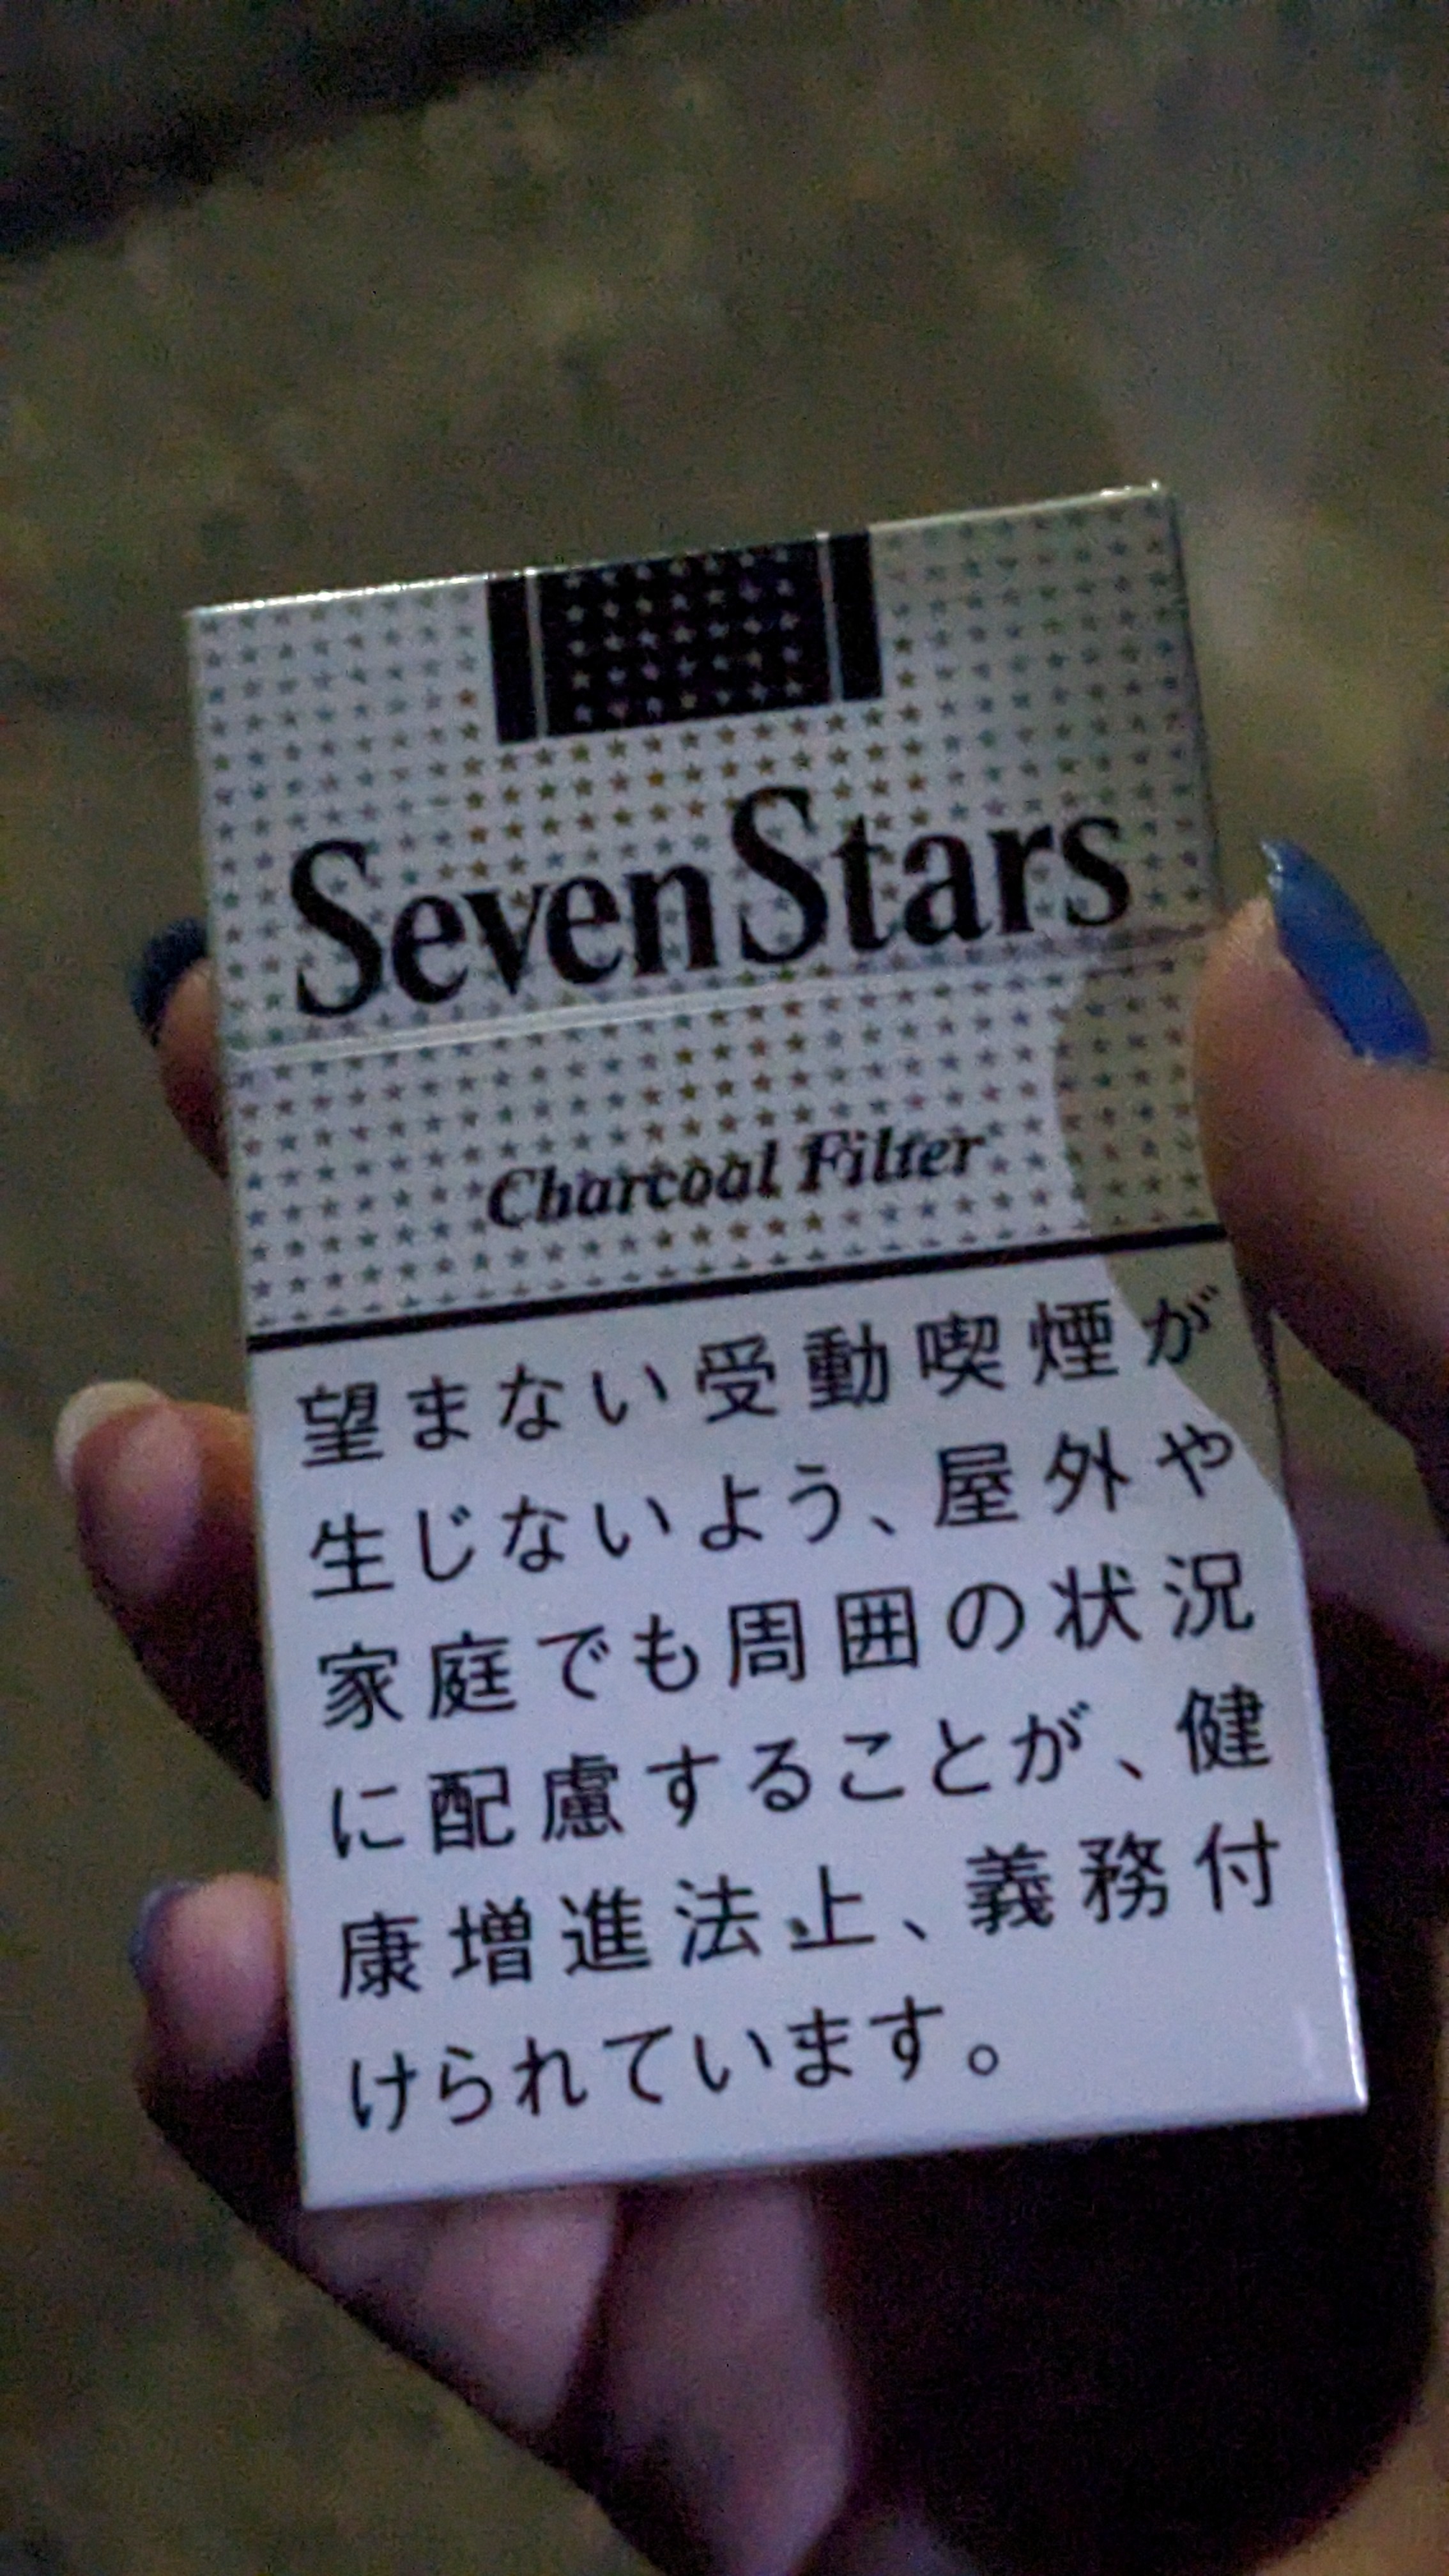 SevenStars
Charcoal Filter
望まない受動喫煙が
生じないよう、屋外や
家庭でも周囲の状況
に配慮することが、健
康増進法上、義務付
けられています。